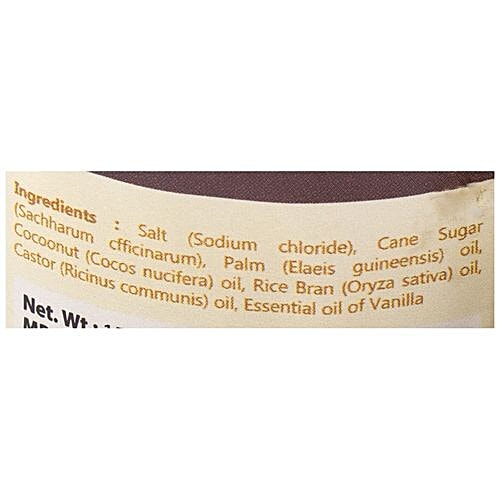 Ingredients : Salt (Sodium chloride), Cane Sugar
(Sachharum cfficinarum), Palm (Elaeis guineensis) oil,
Cocoonut (Cocos nucifera) oil, Rice Bran (Oryza sativa) oil,
Castor (Ricinus communis) oil, Essential oil of Vanilla
Net. Wt :